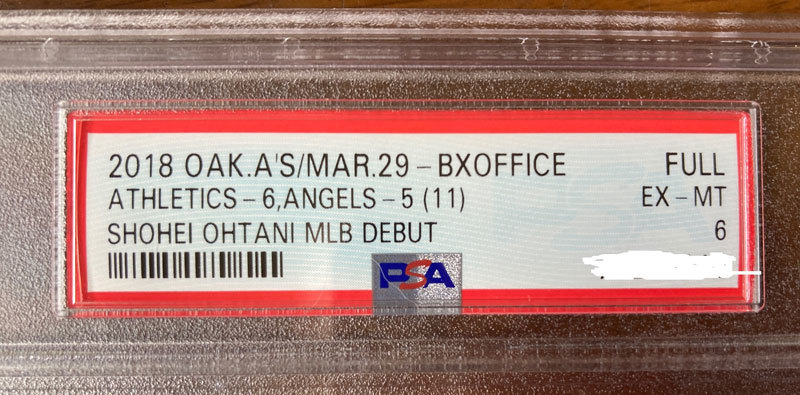 2018 OAK.A'S/MAR.29-BXOFFICE FULL
ATHLETICS-6,ANGELS-5 (11) EX-MT
SHOHEI OHTANI MLB DEBUT 6
PSA